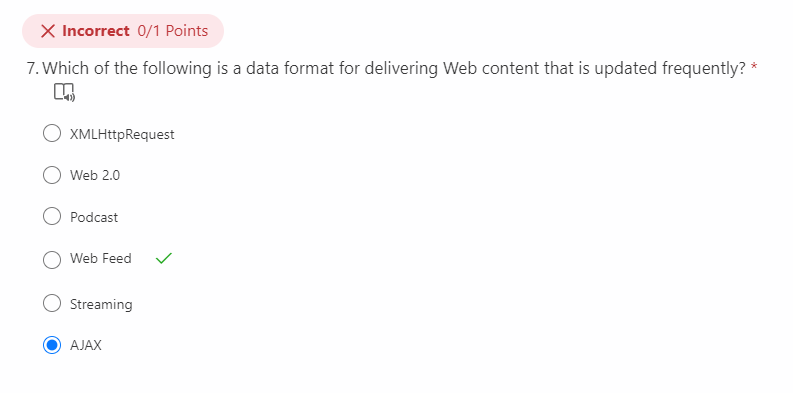 Incorrect 0/1 Points
7. Which of the following is a data format for delivering Web content that is updated frequently? *
XMLHttpRequest
Web 2.0
Podcast
Web Feed
Streaming
AJAX